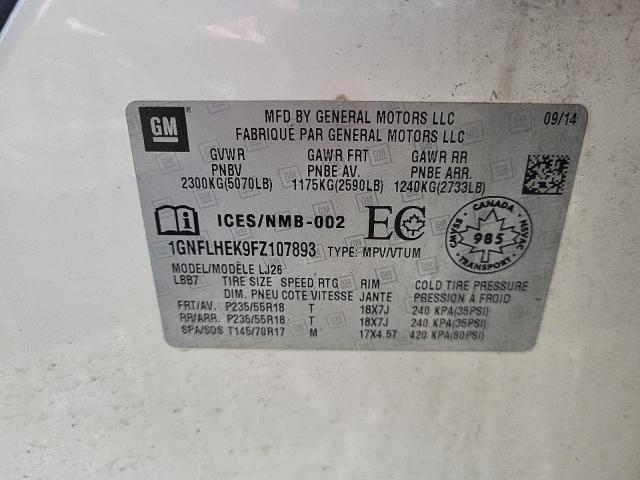 GM
MFD BY GENERAL MOTORS LLC
FABRIQUÉ PAR GENERAL MOTORS LLC
09/14
GVWR GAWR FRT GAWR RR
PNBV PNBE AV. PNBE ARR.
2300KG(5070LB) 1175KG(2590LB) 1240KG(2733LB)
ICES/NMB-002 EC
CANADA
CMVSS 985 NSVAC
TRANSPORT
1GNFLHEK9FZ107893 TYPE: MPV/VTUM
MODEL/MODÈLE LJ26
LBB7 TIRE SIZE SPEED RTG RIM COLD TIRE PRESSURE
DIM. PNEU COTE VITESSE JANTE PRESSION À FROID
FRT/AV. P235/55R18 T 18X7J 240 KPA(35PSI)
RR/ARR. P235/55R18 T 18X7J 240 KPA(35PSI)
SPA/SOS T145/70R17 M 17X4.5T 420 KPA(60PSI)